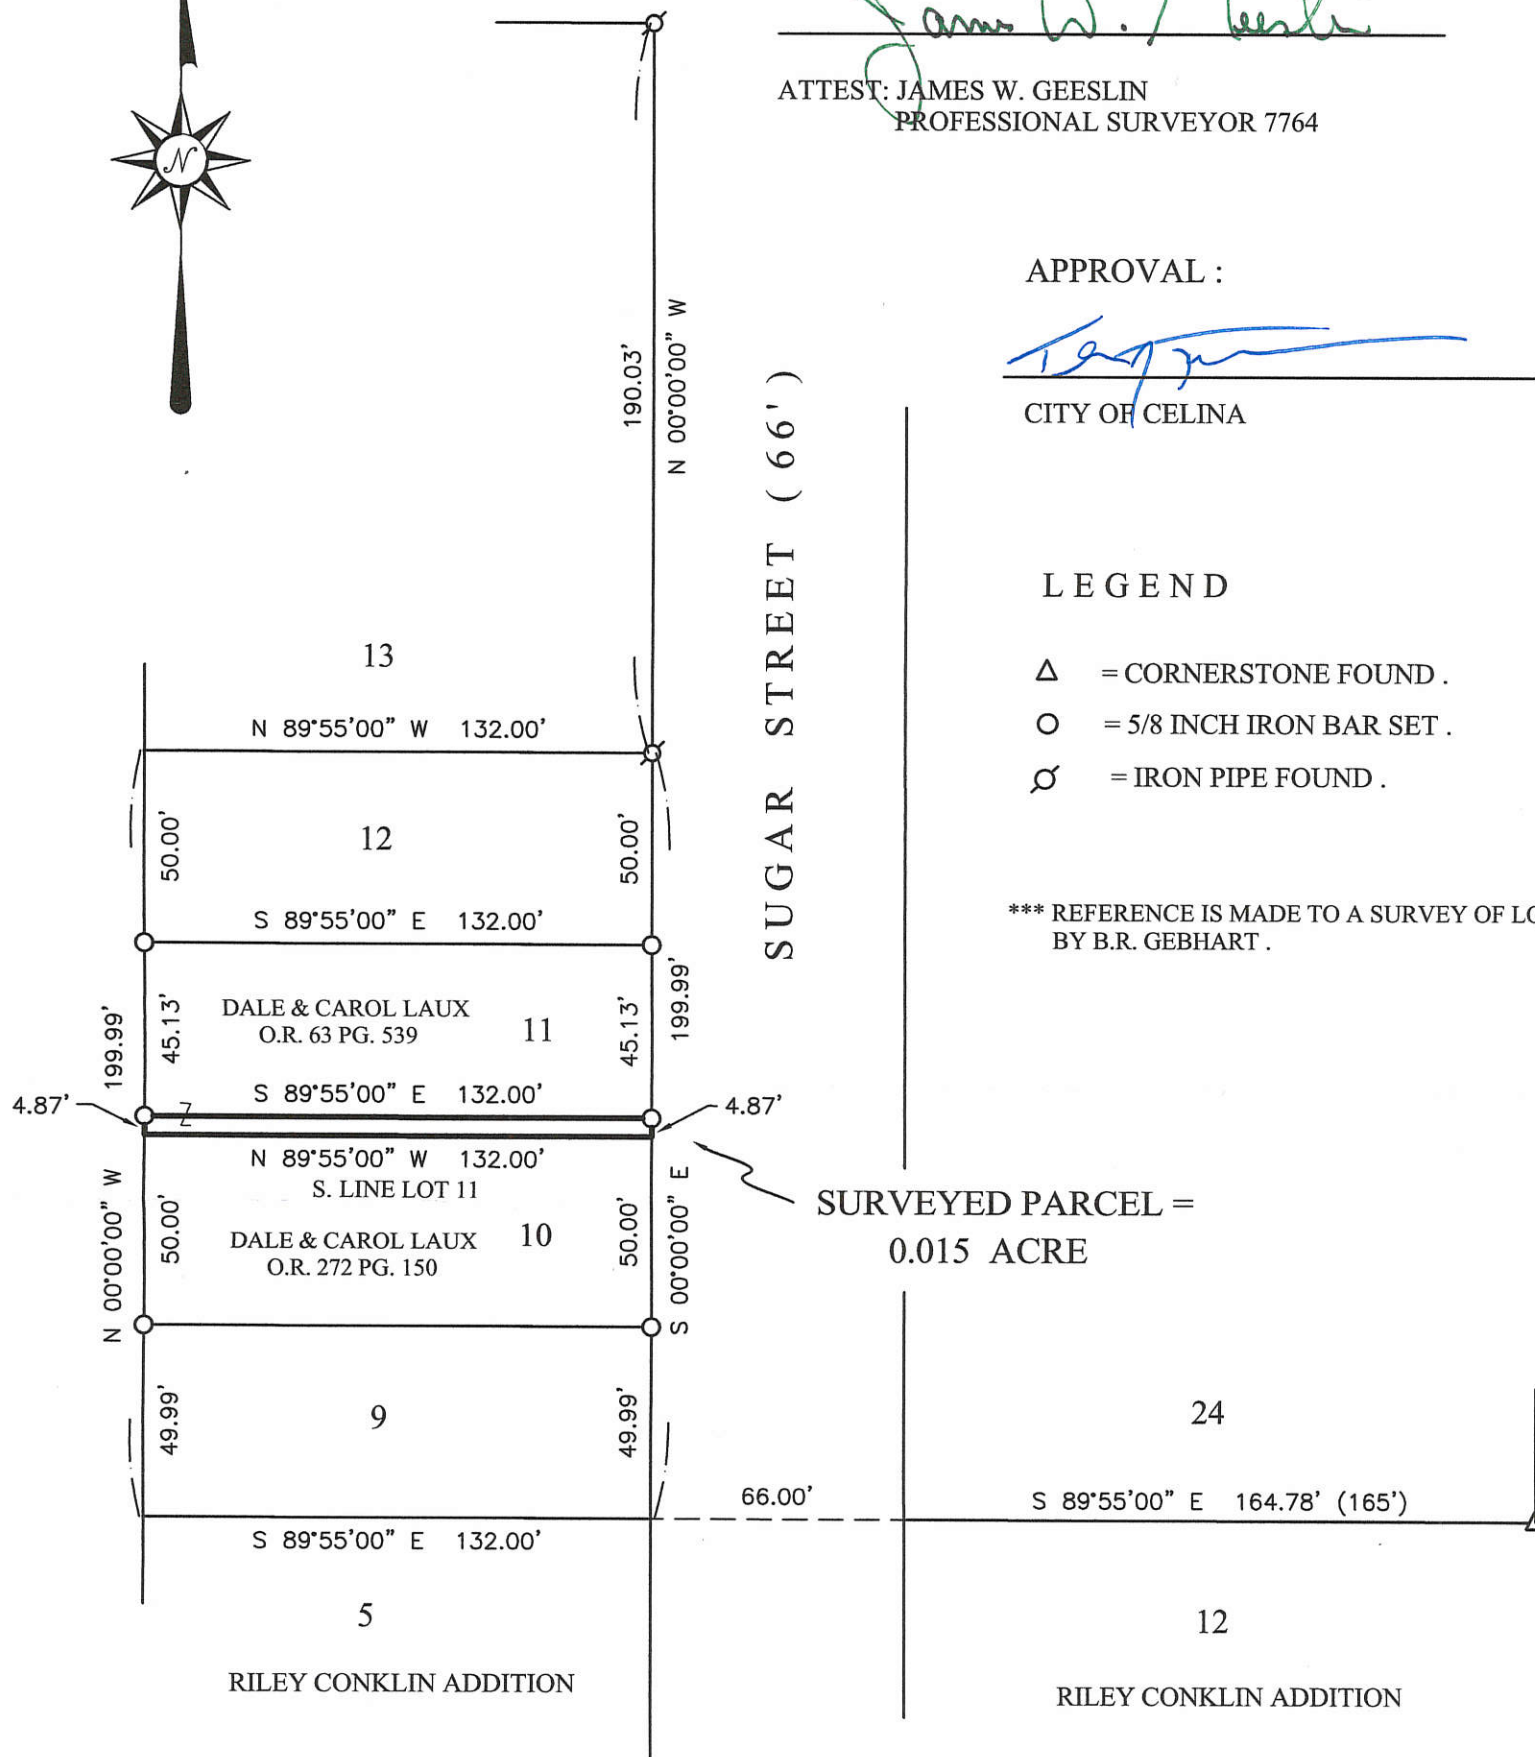 James W. Geeslin
ATTEST: JAMES W. GEESLIN
PROFESSIONAL SURVEYOR 7764
N
190.03'
N 00°00'00" W
APPROVAL :
CITY OF CELINA
SUGAR STREET ( 66' )
LEGEND
= CORNERSTONE FOUND .
= 5/8 INCH IRON BAR SET .
= IRON PIPE FOUND .
*** REFERENCE IS MADE TO A SURVEY OF LO
BY B.R. GEBHART .
13
N 89°55'00" W 132.00'
50.00'
12
50.00'
S 89°55'00" E 132.00'
199.99'
45.13'
DALE & CAROL LAUX
O.R. 63 PG. 539
11
45.13'
199.99'
S 89°55'00" E 132.00'
4.87'
Z
4.87'
N 89°55'00" W 132.00'
S. LINE LOT 11
N 00°00'00" W
50.00'
DALE & CAROL LAUX
O.R. 272 PG. 150
10
50.00'
S 00°00'00" E
SURVEYED PARCEL =
0.015 ACRE
49.99'
9
49.99'
24
66.00'
S 89°55'00" E 164.78' (165')
S 89°55'00" E 132.00'
5
12
RILEY CONKLIN ADDITION
RILEY CONKLIN ADDITION